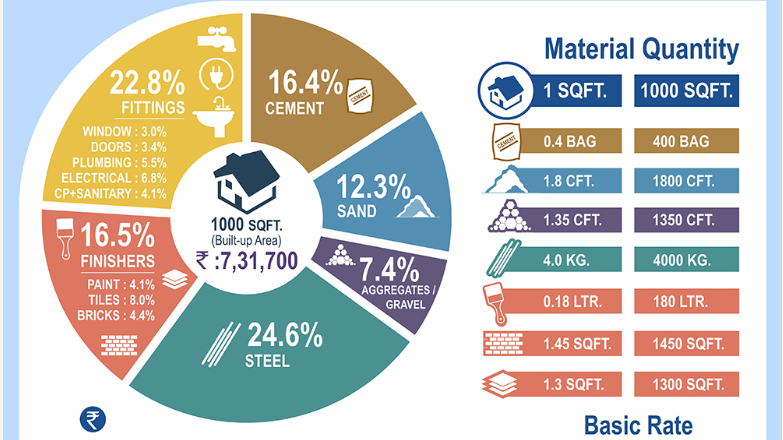 22.8%
FITTINGS
WINDOW : 3.0%
DOORS : 3.4%
PLUMBING : 5.5%
ELECTRICAL : 6.8%
CP+SANITARY : 4.1%
16.4%
CEMENT
CEMENT
12.3%
SAND
7.4%
AGGREGATES /
GRAVEL
24.6%
STEEL
16.5%
FINISHERS
PAINT : 4.1%
TILES : 8.0%
BRICKS : 4.4%
1000 SQFT.
(Built-up Area)
₹ :7,31,700
₹
Material Quantity
1 SQFT. 1000 SQFT.
CEMENT 0.4 BAG 400 BAG
1.8 CFT. 1800 CFT.
1.35 CFT. 1350 CFT.
4.0 KG. 4000 KG.
0.18 LTR. 180 LTR.
1.45 SQFT. 1450 SQFT.
1.3 SQFT. 1300 SQFT.
Basic Rate